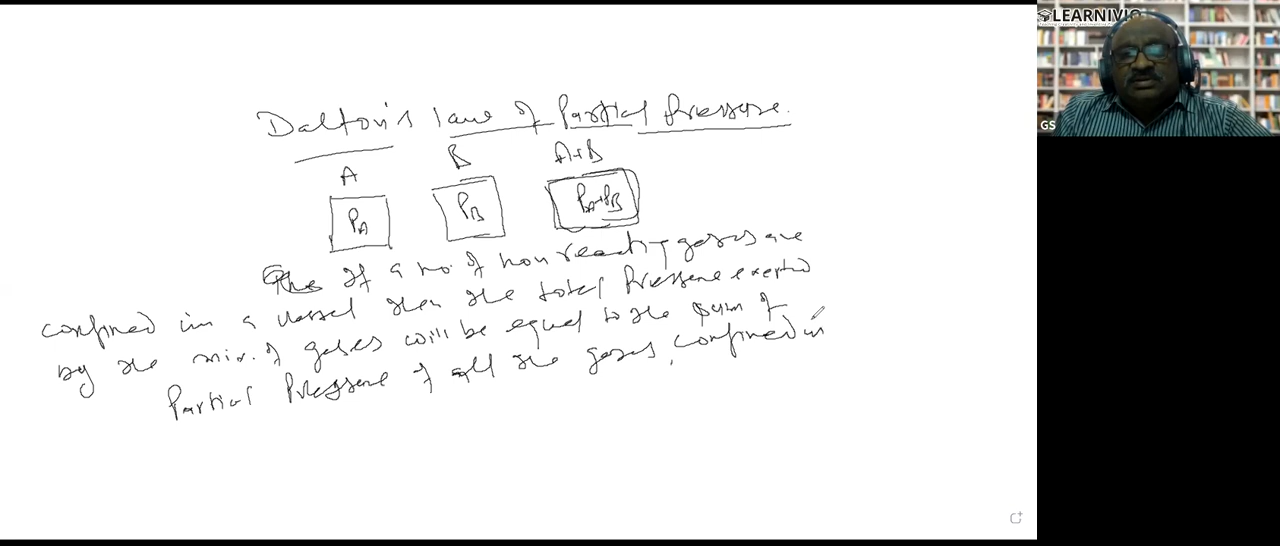 Dalton's law of Partial Pressure.
A B A+B
PA PB PA+PB
If a no. of non reacting gases are
confined in a vessel then the total Pressure exerted
by the mix. of gases will be equal to the sum of
Partial Pressure of all the gases, confined in
LEARNIVIO
GS